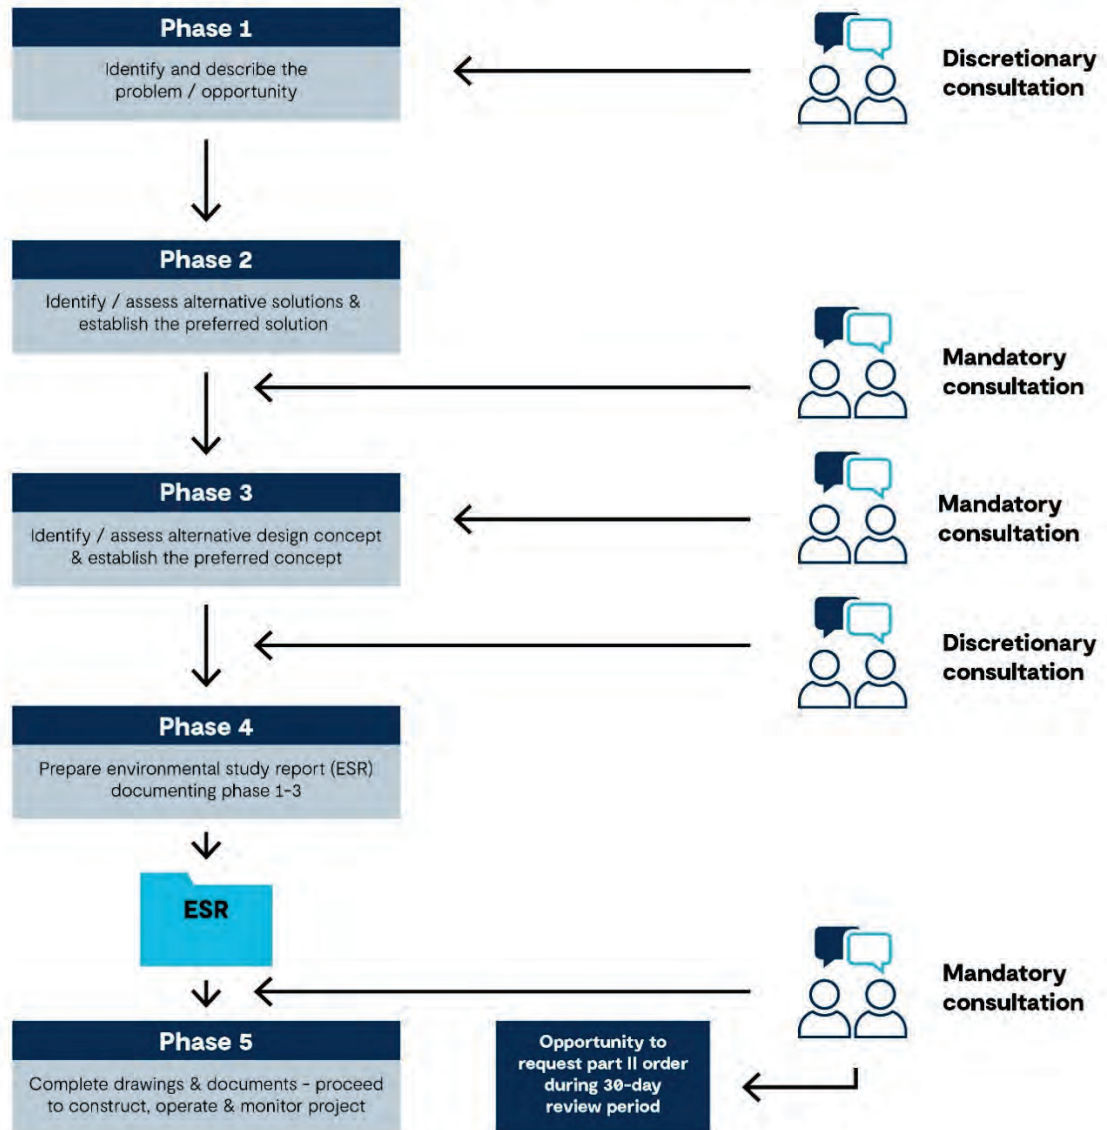 Phase 1
Identify and describe the
problem / opportunity
Discretionary
consultation
Phase 2
Identify / assess alternative solutions &
establish the preferred solution
Mandatory
consultation
Phase 3
Identify / assess alternative design concept
& establish the preferred concept
Mandatory
consultation
Discretionary
consultation
Phase 4
Prepare environmental study report (ESR)
documenting phase 1-3
ESR
Mandatory
consultation
Phase 5
Complete drawings & documents - proceed
to construct, operate & monitor project
Opportunity to
request part II order
during 30-day
review period